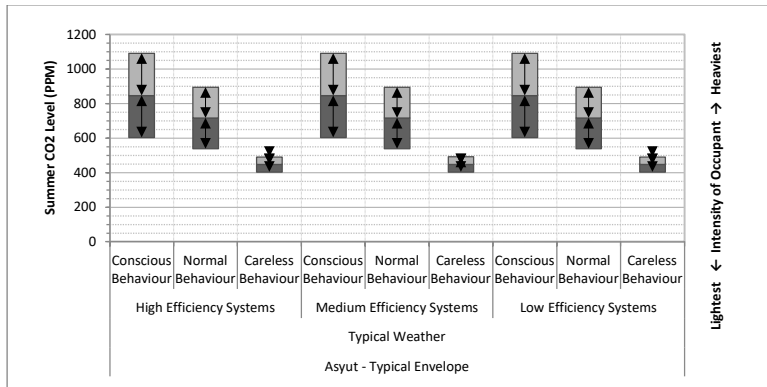 Summer CO2 Level (PPM)
1200
1000
800
600
400
200
0
Conscious Behaviour
Normal Behaviour
Careless Behaviour
Conscious Behaviour
Normal Behaviour
Careless Behaviour
Conscious Behaviour
Normal Behaviour
Careless Behaviour
High Efficiency Systems
Medium Efficiency Systems
Low Efficiency Systems
Typical Weather
Asyut - Typical Envelope
Lightest ← Intensity of Occupant → Heaviest